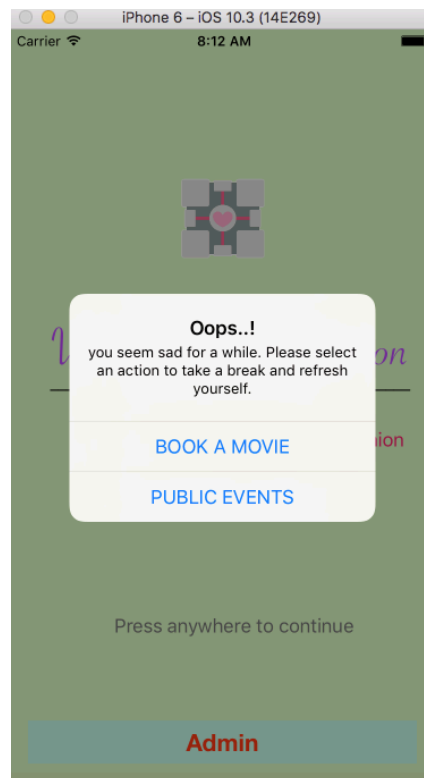 iPhone 6 – iOS 10.3 (14E269)
Carrier 8:12 AM
Oops..!
you seem sad for a while. Please select
an action to take a break and refresh
yourself.
BOOK A MOVIE
PUBLIC EVENTS
Press anywhere to continue
Admin